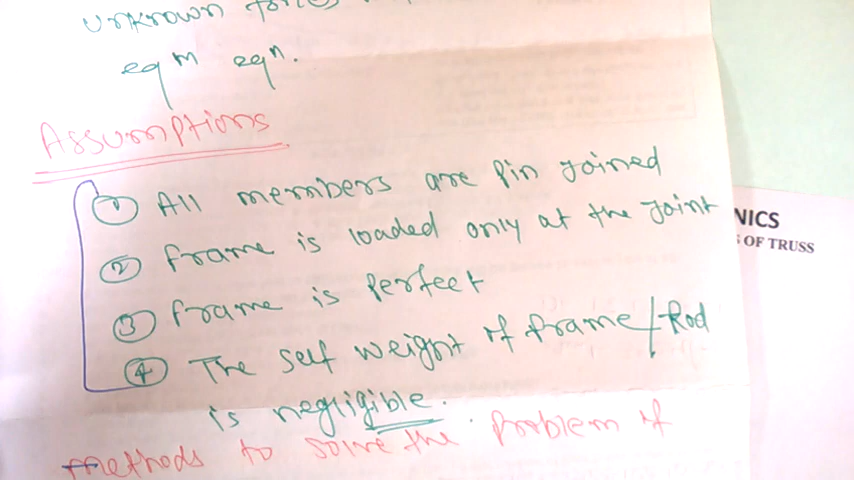 unknown forces
eqm eqn.
Assumptions
① All members are pin joined
② frame is loaded only at the joint
③ frame is perfect
④ The self weight of frame/Rod
is negligible.
methods to solve the problem of
NICS
OF TRUSS